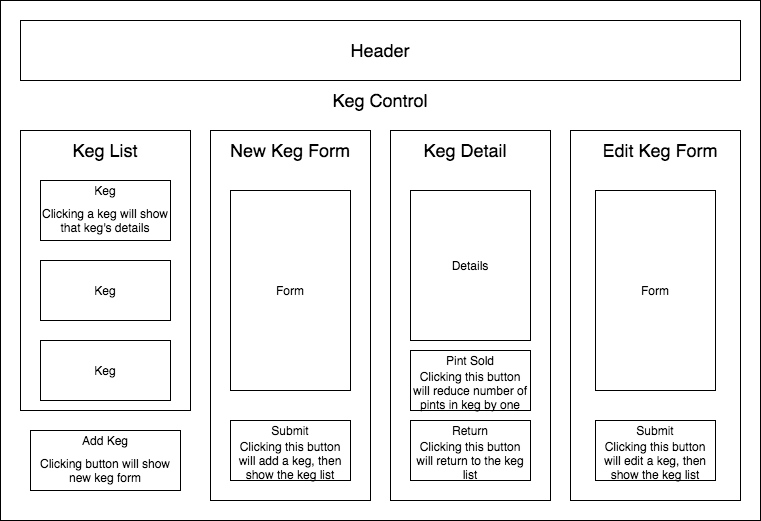 Header
Keg Control
Keg List
Keg
Clicking a keg will show
that keg's details
Keg
Keg
Add Keg
Clicking button will show
new keg form
New Keg Form
Form
Submit
Clicking this button
will add a keg, then
show the keg list
Keg Detail
Details
Pint Sold
Clicking this button
will reduce number of
pints in keg by one
Return
Clicking this button
will return to the keg
list
Edit Keg Form
Form
Submit
Clicking this button
will edit a keg, then
show the keg list